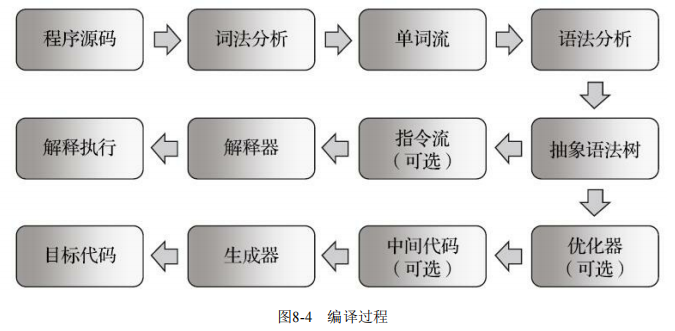 程序源码
词法分析
单词流
语法分析
解释执行
解释器
指令流
（可选）
抽象语法树
目标代码
生成器
中间代码
（可选）
优化器
（可选）
图8-4 编译过程